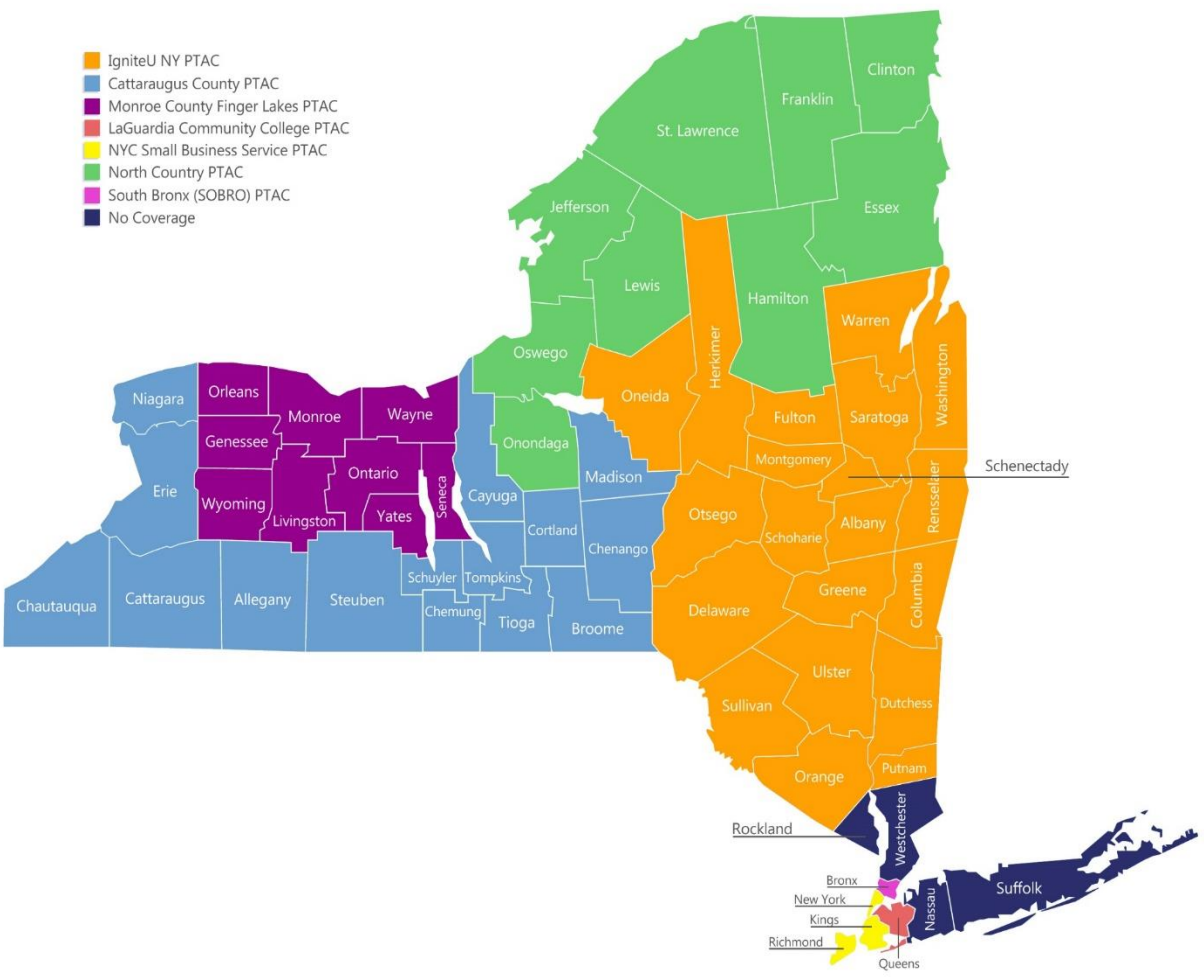 IgniteU NY PTAC
Cattaraugus County PTAC
Monroe County Finger Lakes PTAC
LaGuardia Community College PTAC
NYC Small Business Service PTAC
North Country PTAC
South Bronx (SOBRO) PTAC
No Coverage
Clinton
Franklin
St. Lawrence
Essex
Jefferson
Lewis
Hamilton
Herkimer
Warren
Washington
Oswego
Oneida
Fulton
Saratoga
Niagara
Orleans
Monroe
Wayne
Onondaga
Madison
Montgomery
Schenectady
Genessee
Ontario
Seneca
Cayuga
Erie
Wyoming
Livingston
Yates
Cortland
Chenango
Otsego
Schoharie
Albany
Rensselaer
Chautauqua
Cattaraugus
Allegany
Steuben
Schuyler
Tompkins
Chemung
Tioga
Broome
Delaware
Greene
Columbia
Ulster
Sullivan
Dutchess
Orange
Putnam
Rockland
Westchester
Bronx
New York
Kings
Richmond
Queens
Nassau
Suffolk